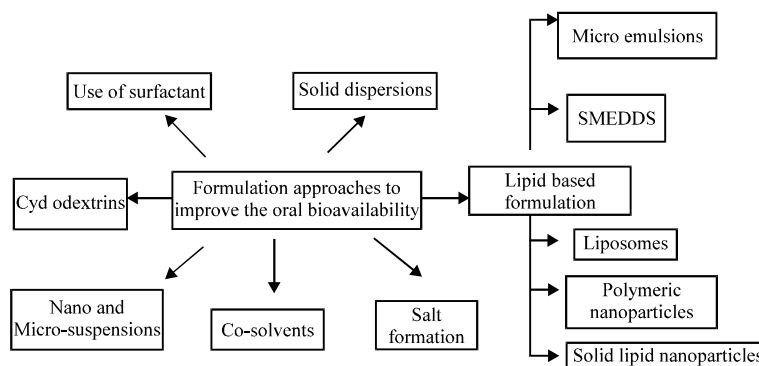 Micro emulsions
Use of surfactant
Solid dispersions
SMEDDS
Cyd odextrins
Formulation approaches to
improve the oral bioavailability
Lipid based
formulation
Liposomes
Nano and
Micro-suspensions
Co-solvents
Salt
formation
Polymeric
nanoparticles
Solid lipid nanoparticles